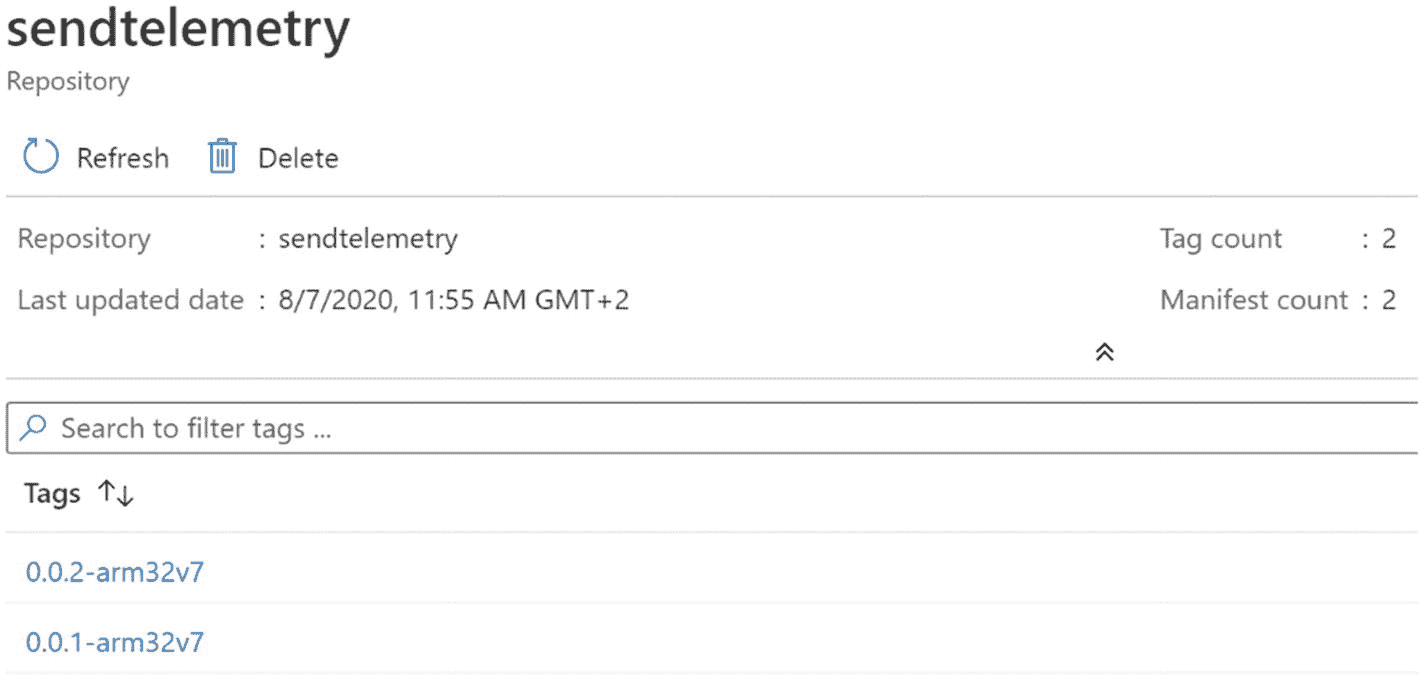 sendtelemetry
Repository
Refresh Delete
Repository : sendtelemetry Tag count : 2
Last updated date : 8/7/2020, 11:55 AM GMT+2 Manifest count : 2
Search to filter tags ...
Tags ↑↓
0.0.2-arm32v7
0.0.1-arm32v7